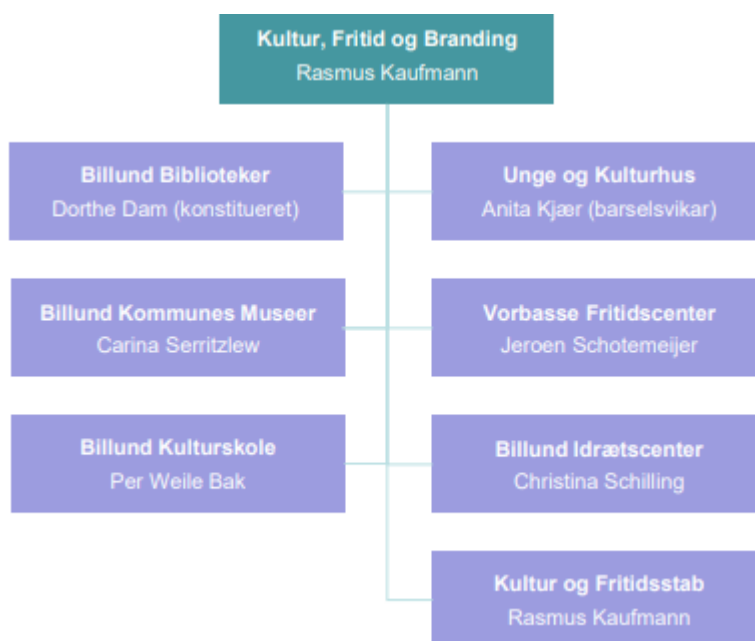 Kultur, Fritid og Branding
Rasmus Kaufmann
Billund Biblioteker
Dorthe Dam (konstitueret)
Unge og Kulturhus
Anita Kjær (barselsvikar)
Billund Kommunes Museer
Carina Serritzlew
Vorbasse Fritidscenter
Jeroen Schotemeijer
Billund Kulturskole
Per Weile Bak
Billund Idrætscenter
Christina Schilling
Kultur og Fritidsstab
Rasmus Kaufmann